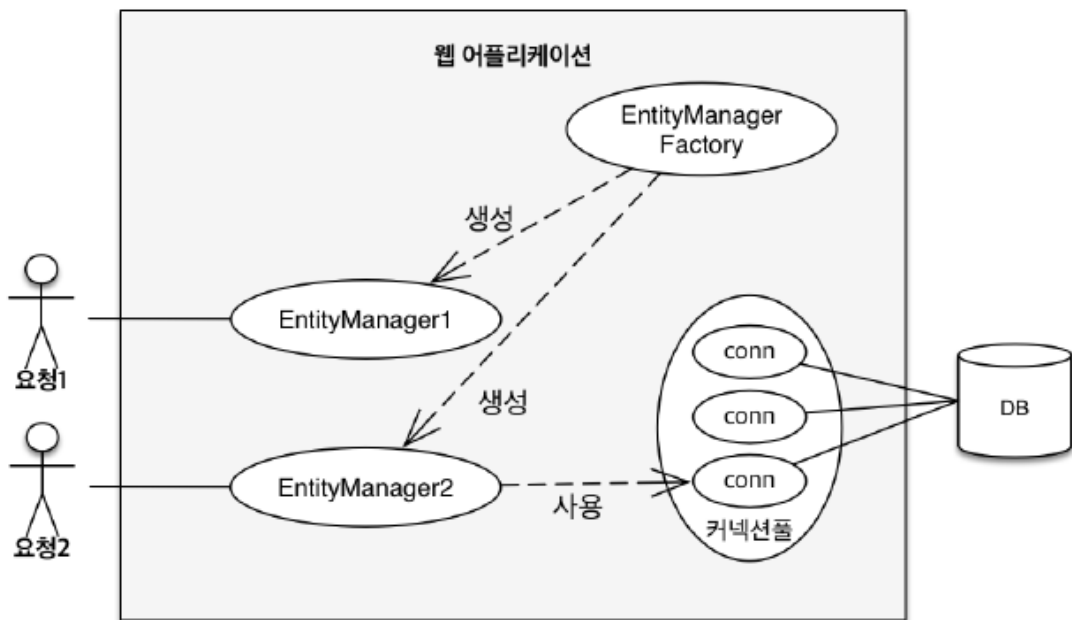 웹 어플리케이션
EntityManager
Factory
생성
요청1
EntityManager1
conn
생성
conn
DB
요청2
EntityManager2
사용
conn
커넥션풀